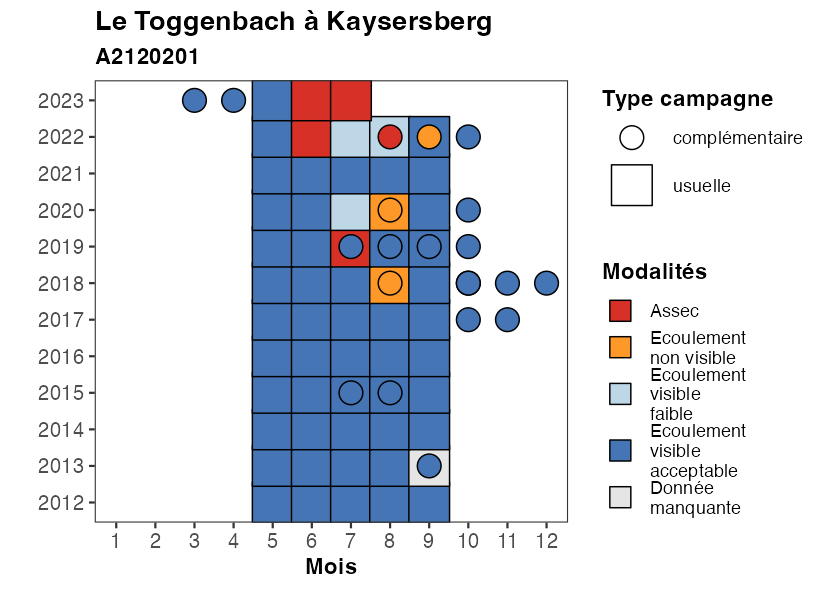 Le Toggenbach à Kaysersberg
A2120201
2023
2022
2021
2020
2019
2018
2017
2016
2015
2014
2013
2012
1 2 3 4 5 6 7 8 9 10 11 12
Mois
Type campagne
complémentaire
usuelle
Modalités
Assec
Ecoulement
non visible
Ecoulement
visible
faible
Ecoulement
visible
acceptable
Donnée
manquante